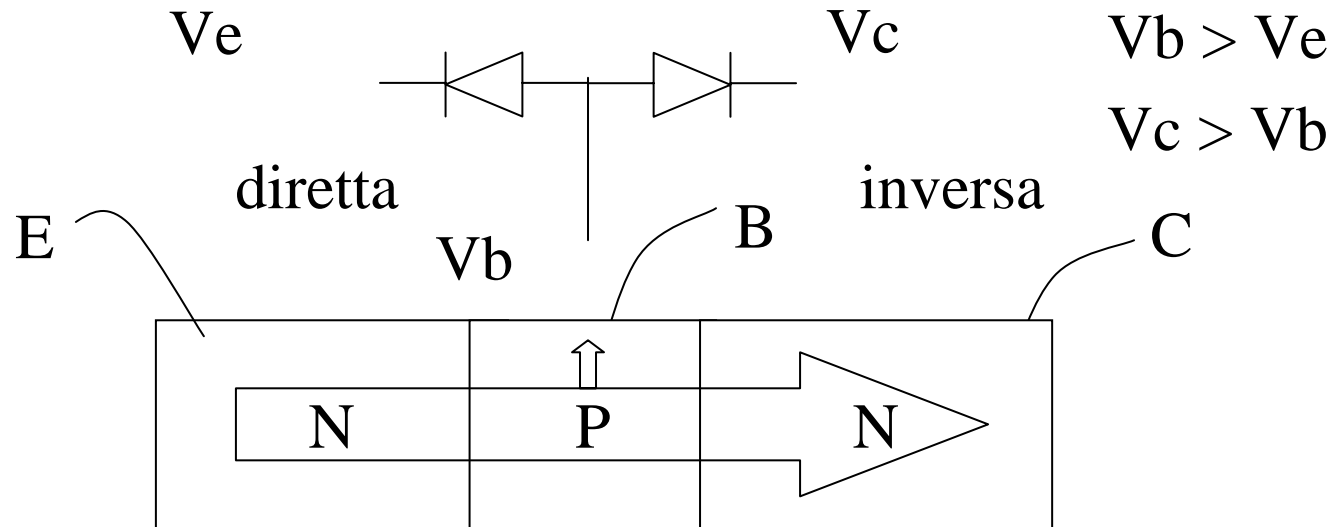 Ve
Vc
Vb > Ve
Vc > Vb
diretta
inversa
E
B
C
Vb
N
P
N